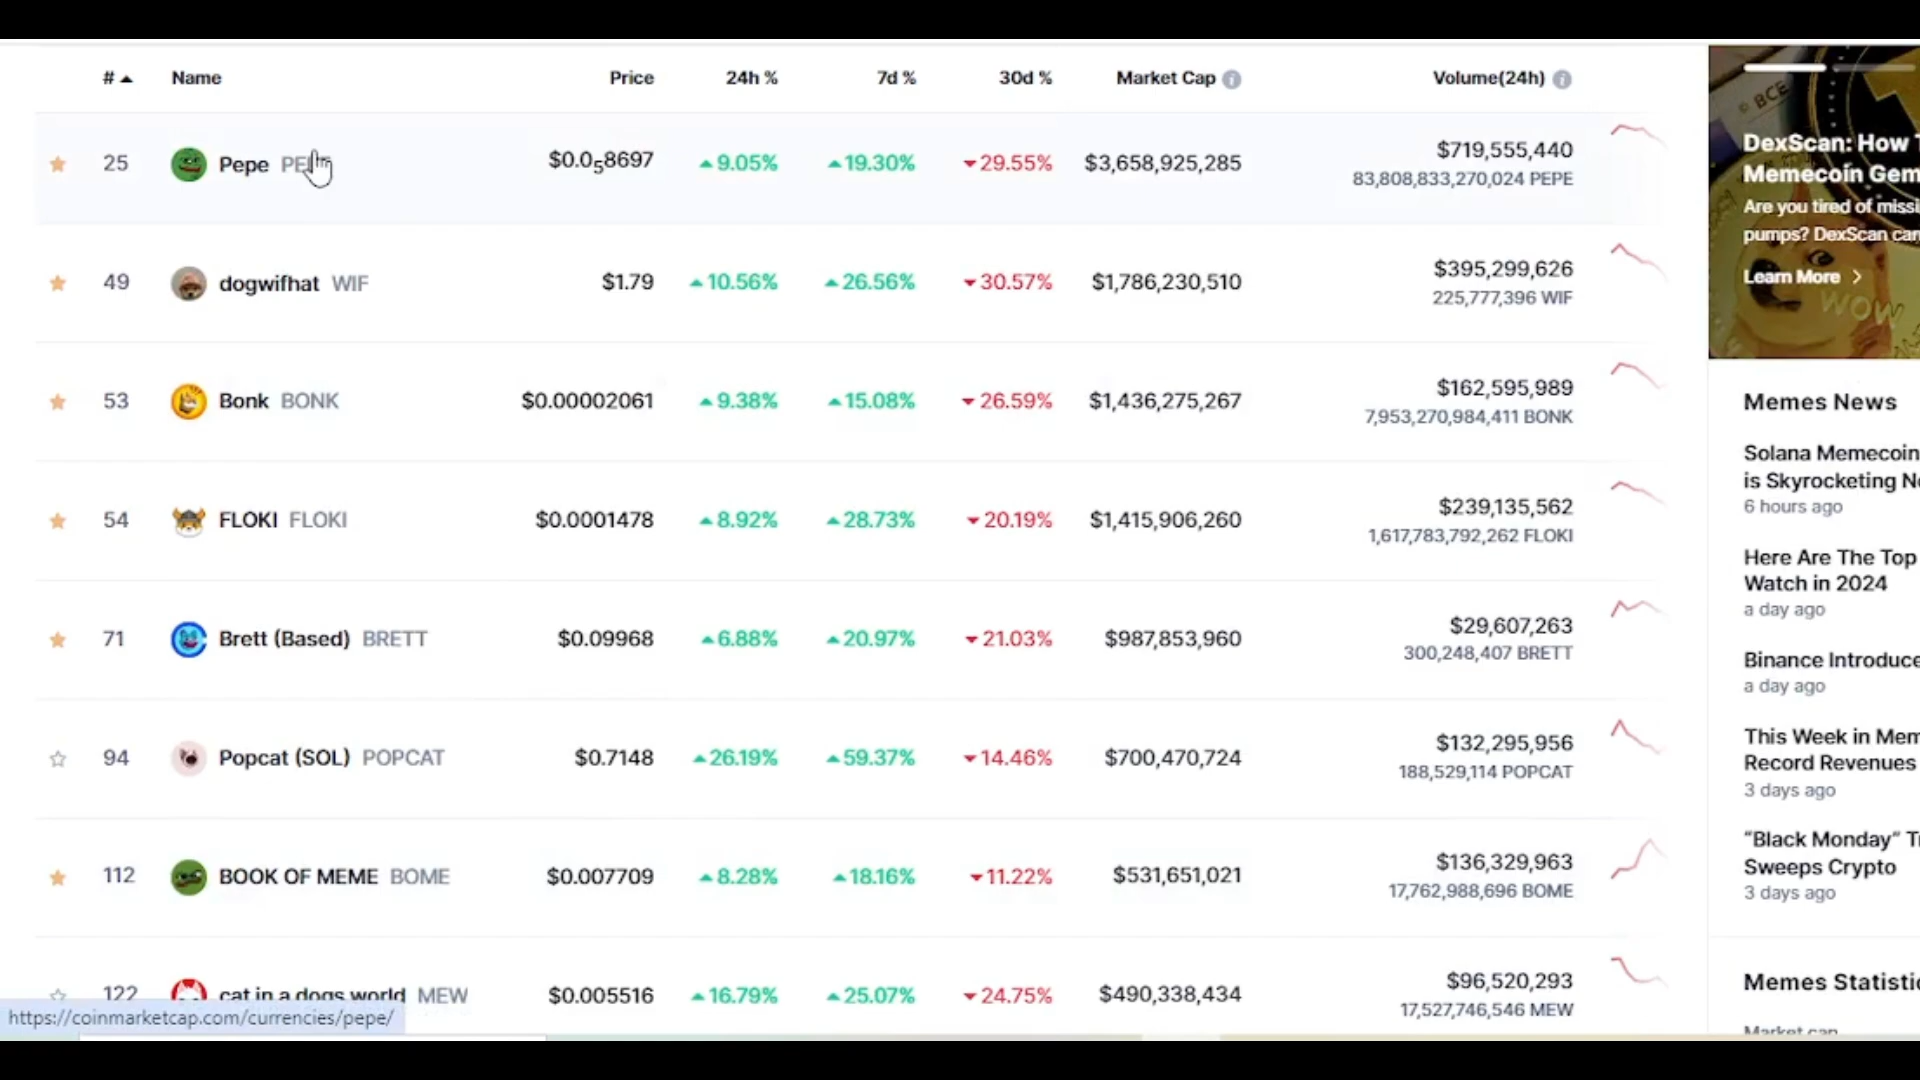 # Name Price 24h % 7d % 30d % Market Cap Volume(24h)
25 Pepe $0.0₅8697 9.05% 19.30% 29.55% $3,658,925,285 $719,555,440
83,808,833,270,024 PEPE
49 dogwifhat WIF $1.79 10.56% 26.56% 30.57% $1,786,230,510 $395,299,626
225,777,396 WIF
53 Bonk BONK $0.00002061 9.38% 15.08% 26.59% $1,436,275,267 $162,595,989
7,953,270,984,411 BONK
54 FLOKI FLOKI $0.0001478 8.92% 28.73% 20.19% $1,415,906,260 $239,135,562
1,617,783,792,262 FLOKI
71 Brett (Based) BRETT $0.09968 6.88% 20.97% 21.03% $987,853,960 $29,607,263
300,248,407 BRETT
94 Popcat (SOL) POPCAT $0.7148 26.19% 59.37% 14.46% $700,470,724 $132,295,956
188,529,114 POPCAT
112 BOOK OF MEME BOME $0.007709 8.28% 18.16% 11.22% $531,651,021 $136,329,963
17,762,988,696 BOME
122 cat in a dogs world MEW $0.005516 16.79% 25.07% 24.75% $490,338,434 $96,520,293
17,527,746,546 MEW
https://coinmarketcap.com/currencies/pepe/
BCE
DexScan: How
Memecoin Gem
Are you tired of
pumps? DexScan can
Learn More
WOW
Memes News
Solana Memecoin
is Skyrocketing
6 hours ago
Here Are The Top
Watch in 2024
a day ago
Binance Introduce
a day ago
This Week in
Record Revenues
3 days ago
“Black Monday”
Sweeps Crypto
3 days ago
Memes
Market cap